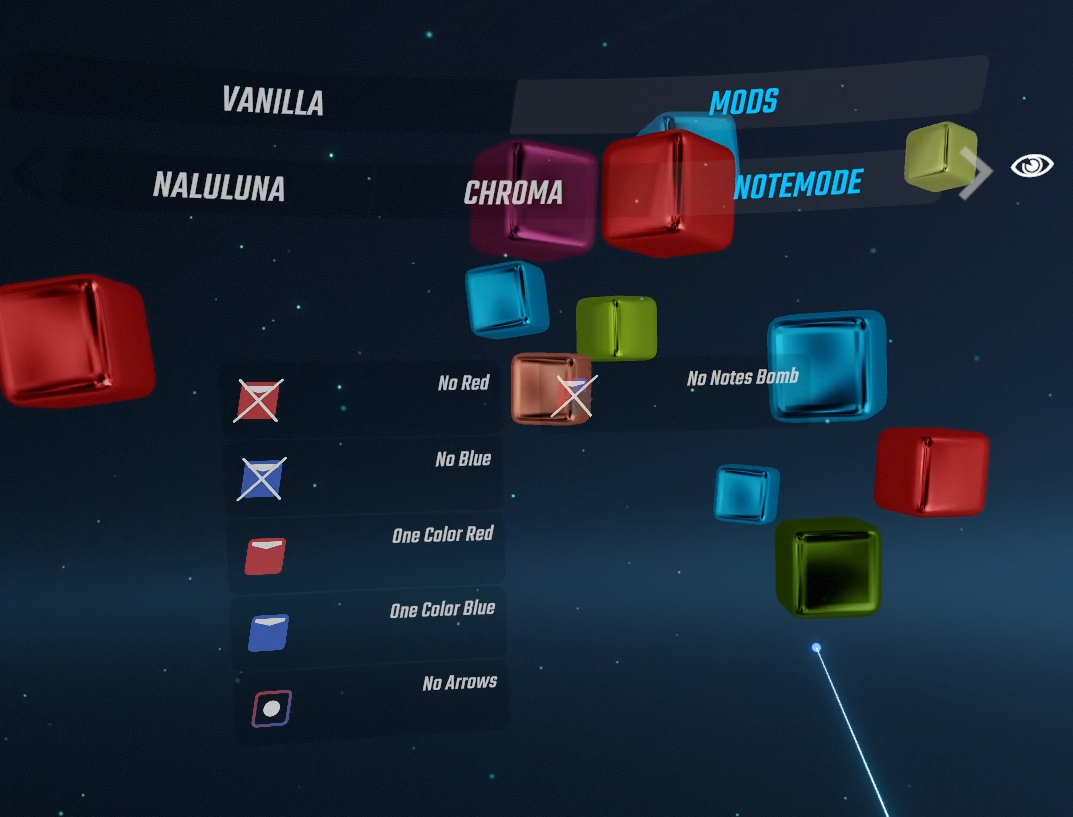 VANILLA
MODS
NALULUNA
CHROMA
NOTEMODE
No Red
No Notes Bomb
No Blue
One Color Red
One Color Blue
No Arrows